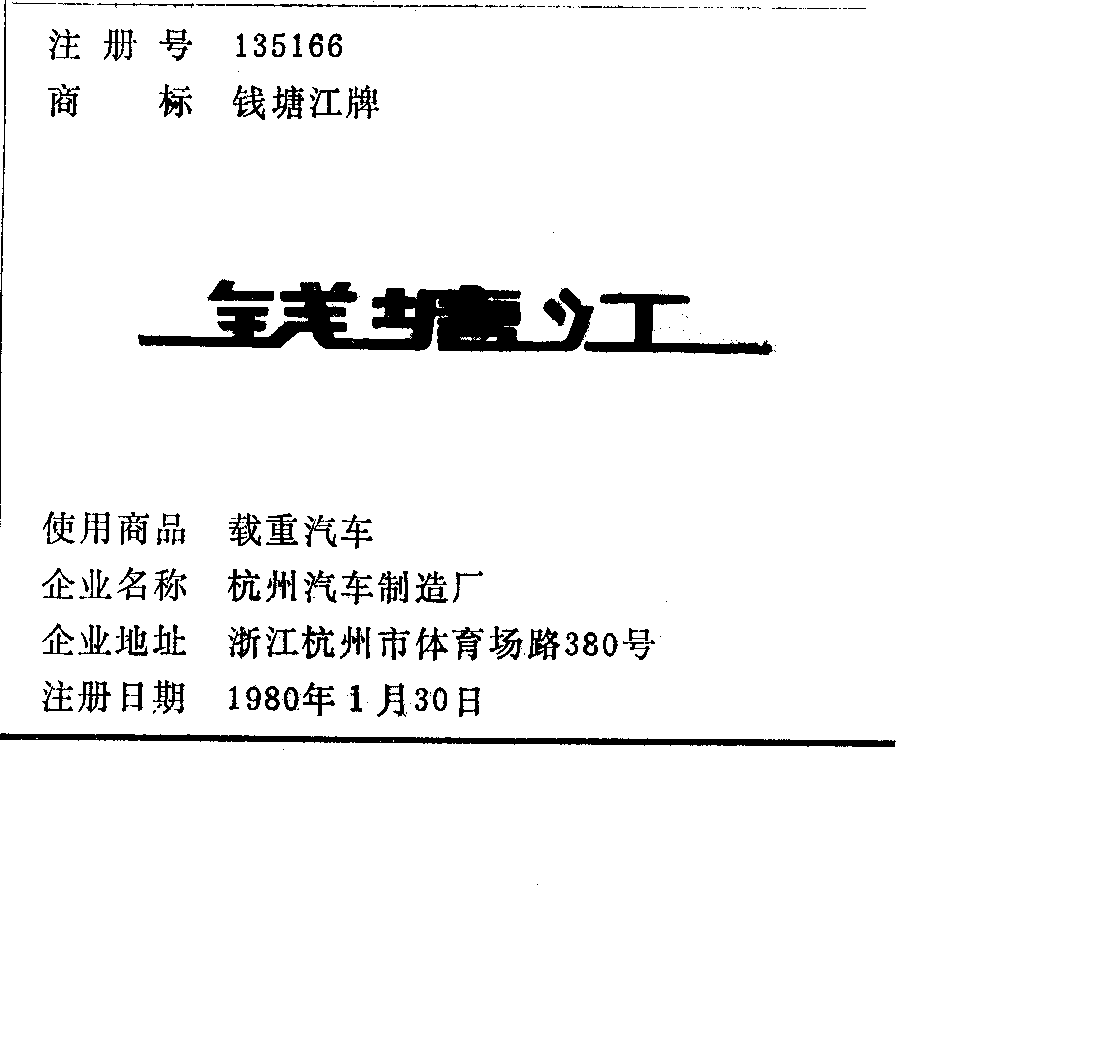 注册号 135166
商标 钱塘江牌
钱塘江
使用商品 载重汽车
企业名称 杭州汽车制造厂
企业地址 浙江杭州市体育场路380号
注册日期 1980年1月30日